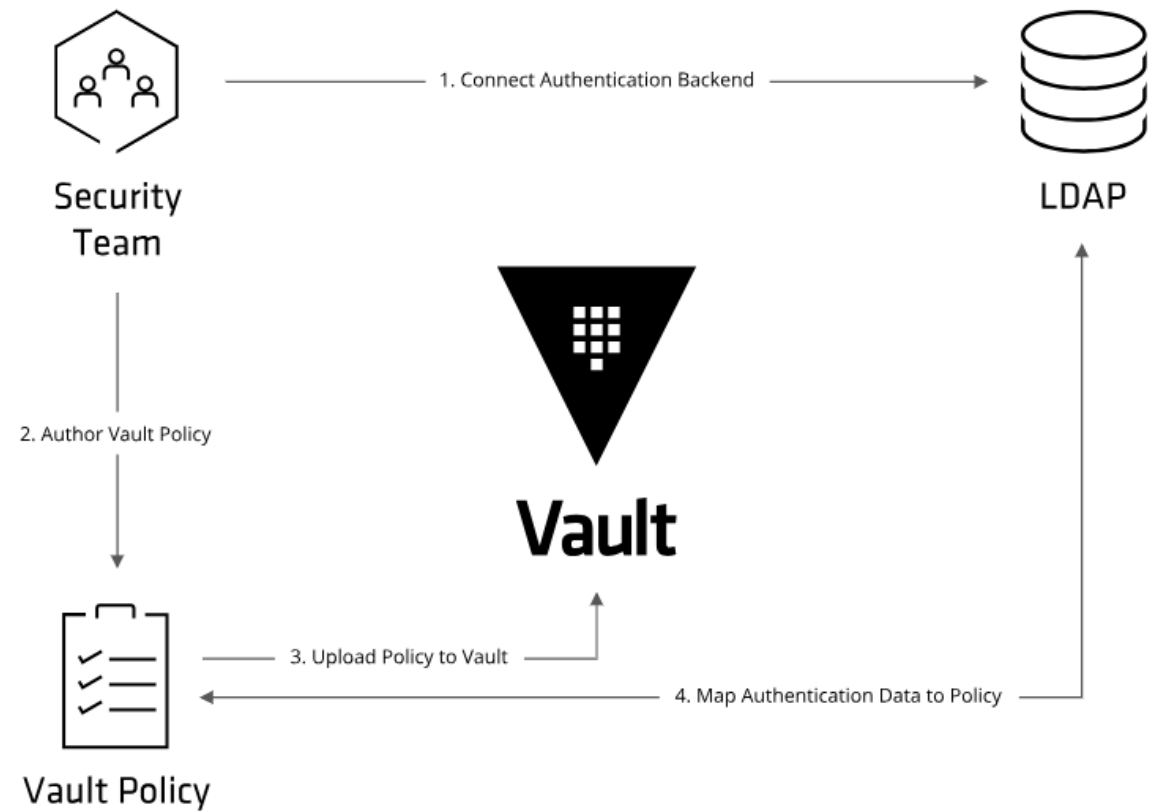 1. Connect Authentication Backend
Security
Team
LDAP
2. Author Vault Policy
Vault
3. Upload Policy to Vault
4. Map Authentication Data to Policy
Vault Policy